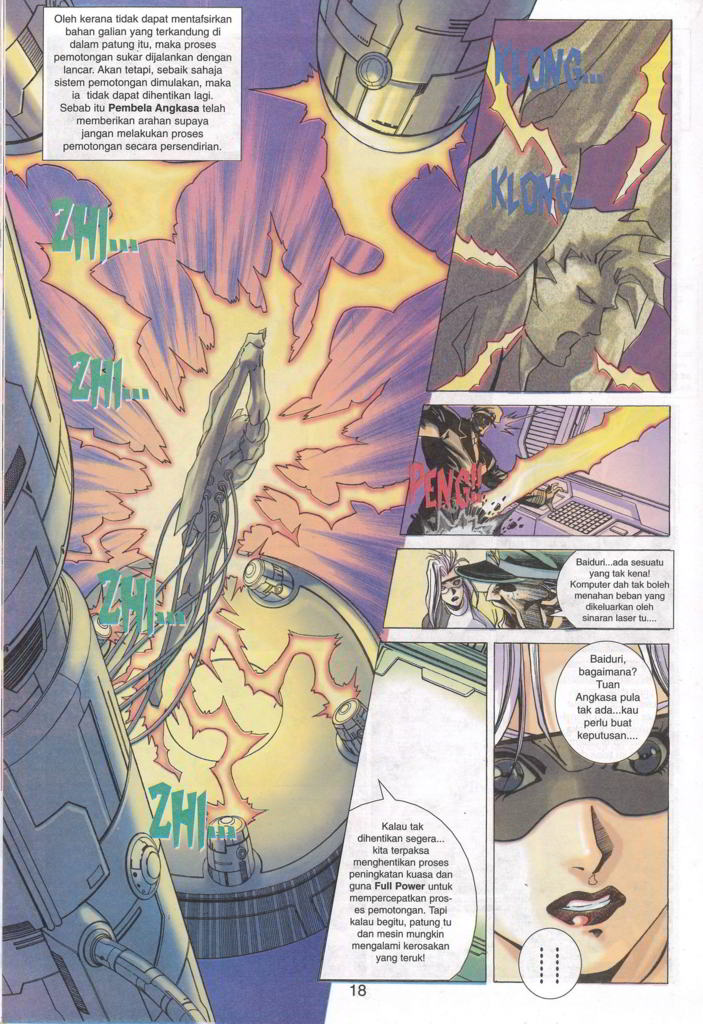 Oleh kerana tidak dapat mentafsirkan
bahan galian yang terkandung di
dalam patung itu, maka proses
pemotongan sukar dijalankan dengan
lancar. Akan tetapi, sebaik sahaja
sistem pemotongan dimulakan, maka
ia tidak dapat dihentikan lagi.
Sebab itu Pembela Angkasa telah
memberikan arahan supaya
jangan melakukan proses
pemotongan secara persendirian.
ZHI...
ZHI...
ZHI...
ZHI...
KLONG...
KLONG...
PENG!!
Baiduri...ada sesuatu
yang tak kena!
Komputer dah tak boleh
menahan beban yang
dikeluarkan oleh
sinaran laser tu....
Kalau tak
dihentikan segera...
kita terpaksa
menghentikan proses
peningkatan kuasa dan
guna Full Power untuk
mempercepatkan pros-
es pemotongan. Tapi
kalau begitu, patung tu
dan mesin mungkin
mengalami kerosakan
yang teruk!
Baiduri,
bagaimana?
Tuan
Angkasa pula
tak ada...kau
perlu buat
keputusan....
18